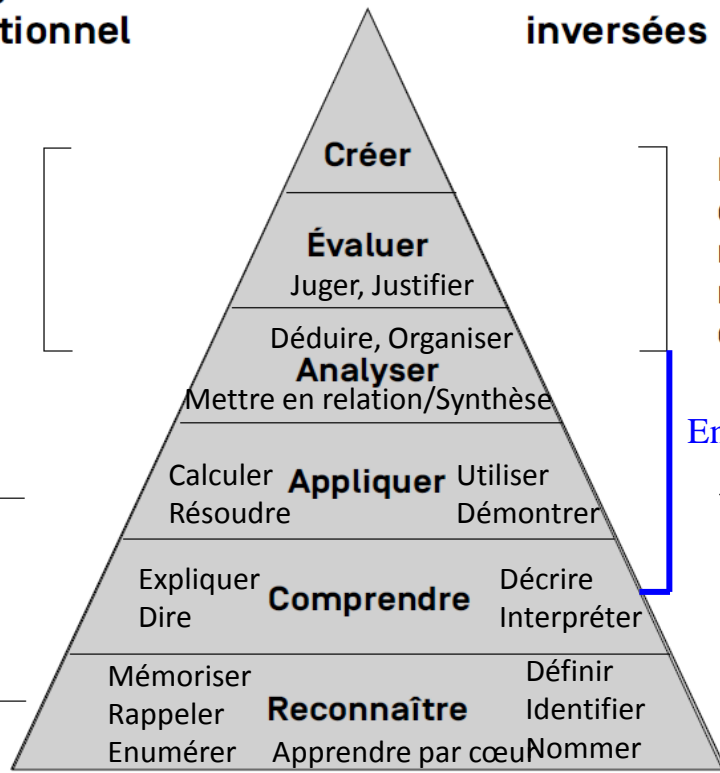 tionnel
inversées
Créer
Évaluer
Juger, Justifier
Déduire, Organiser
Analyser
Mettre en relation/Synthèse
Calculer Appliquer Utiliser
Résoudre Démontrer
Expliquer Comprendre Décrire
Dire Interpréter
Mémoriser Définir
Rappeler Reconnaître Identifier
Enumérer Apprendre par cœur Nommer